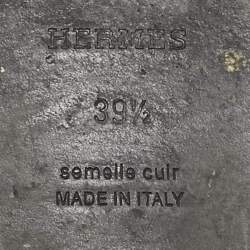 HERMES
39½
semelle cuir
MADE IN ITALY